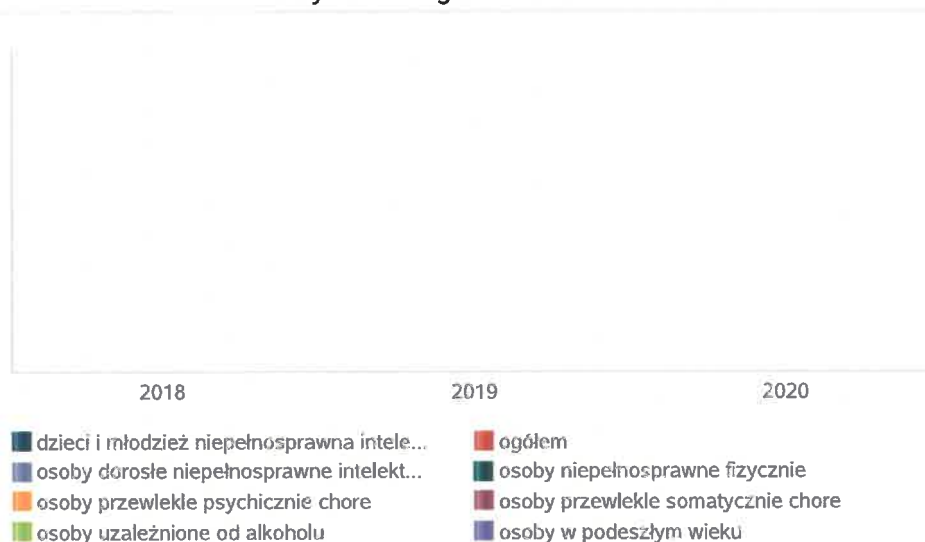 2018 2019 2020
dzieci i młodzież niepełnosprawna intele... ogółem
osoby dorosłe niepełnosprawne intelekt... osoby niepełnosprawne fizycznie
osoby przewlekle psychicznie chore osoby przewlekle somatycznie chore
osoby uzależnione od alkoholu osoby w podeszłym wieku